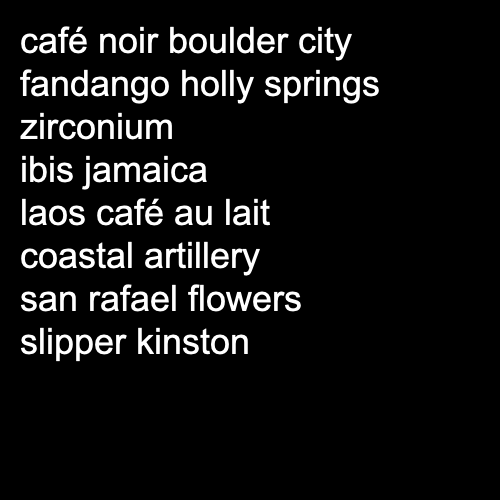 café noir boulder city
fandango holly springs
zirconium
ibis jamaica
laos café au lait
coastal artillery
san rafael flowers
slipper kinston